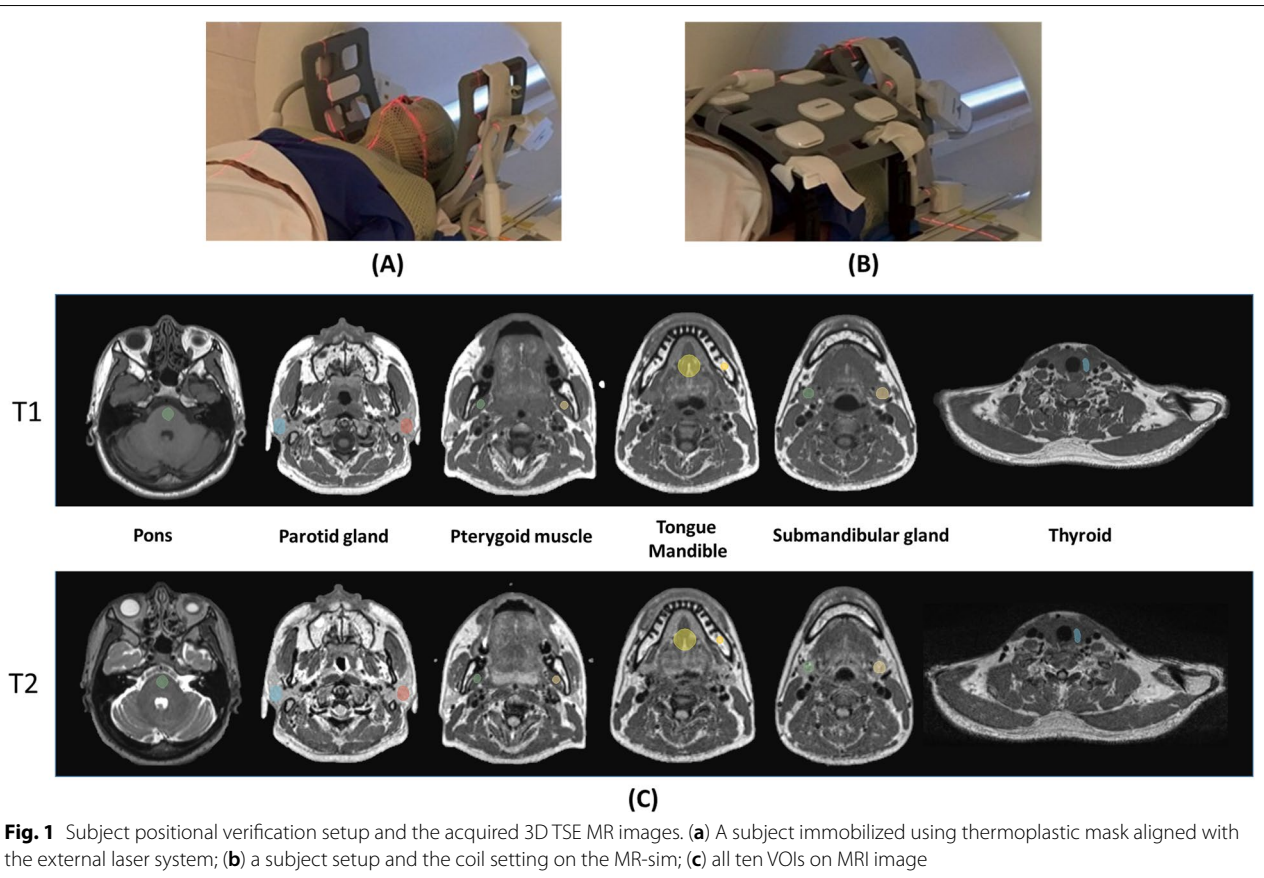 (A)
(B)
T1
Pons
Parotid gland
Pterygoid muscle
Tongue
Mandible
Submandibular gland
Thyroid
T2
(C)
Fig. 1 Subject positional verification setup and the acquired 3D TSE MR images. (a) A subject immobilized using thermoplastic mask aligned with
the external laser system; (b) a subject setup and the coil setting on the MR-sim; (c) all ten VOIs on MRI image